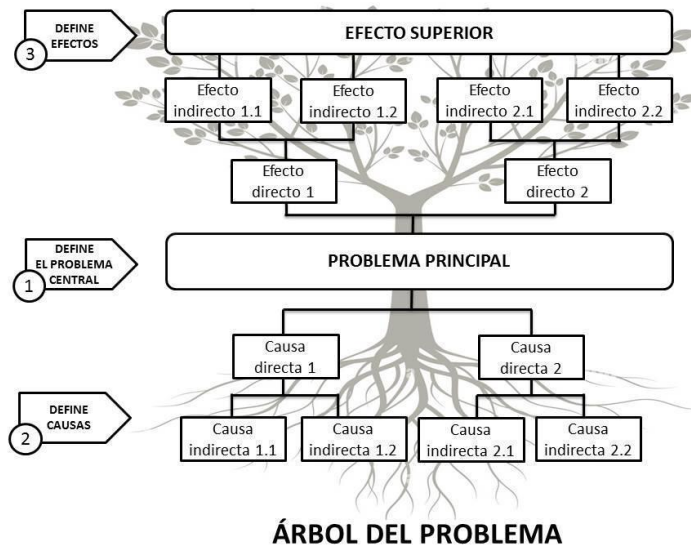 DEFINE
EFECTOS
3
EFECTO SUPERIOR
Efecto
indirecto 1.1
Efecto
indirecto 1.2
Efecto
indirecto 2.1
Efecto
indirecto 2.2
Efecto
directo 1
Efecto
directo 2
DEFINE
EL PROBLEMA
CENTRAL
1
PROBLEMA PRINCIPAL
Causa
directa 1
Causa
directa 2
DEFINE
CAUSAS
2
Causa
indirecta 1.1
Causa
indirecta 1.2
Causa
indirecta 2.1
Causa
indirecta 2.2
ÁRBOL DEL PROBLEMA